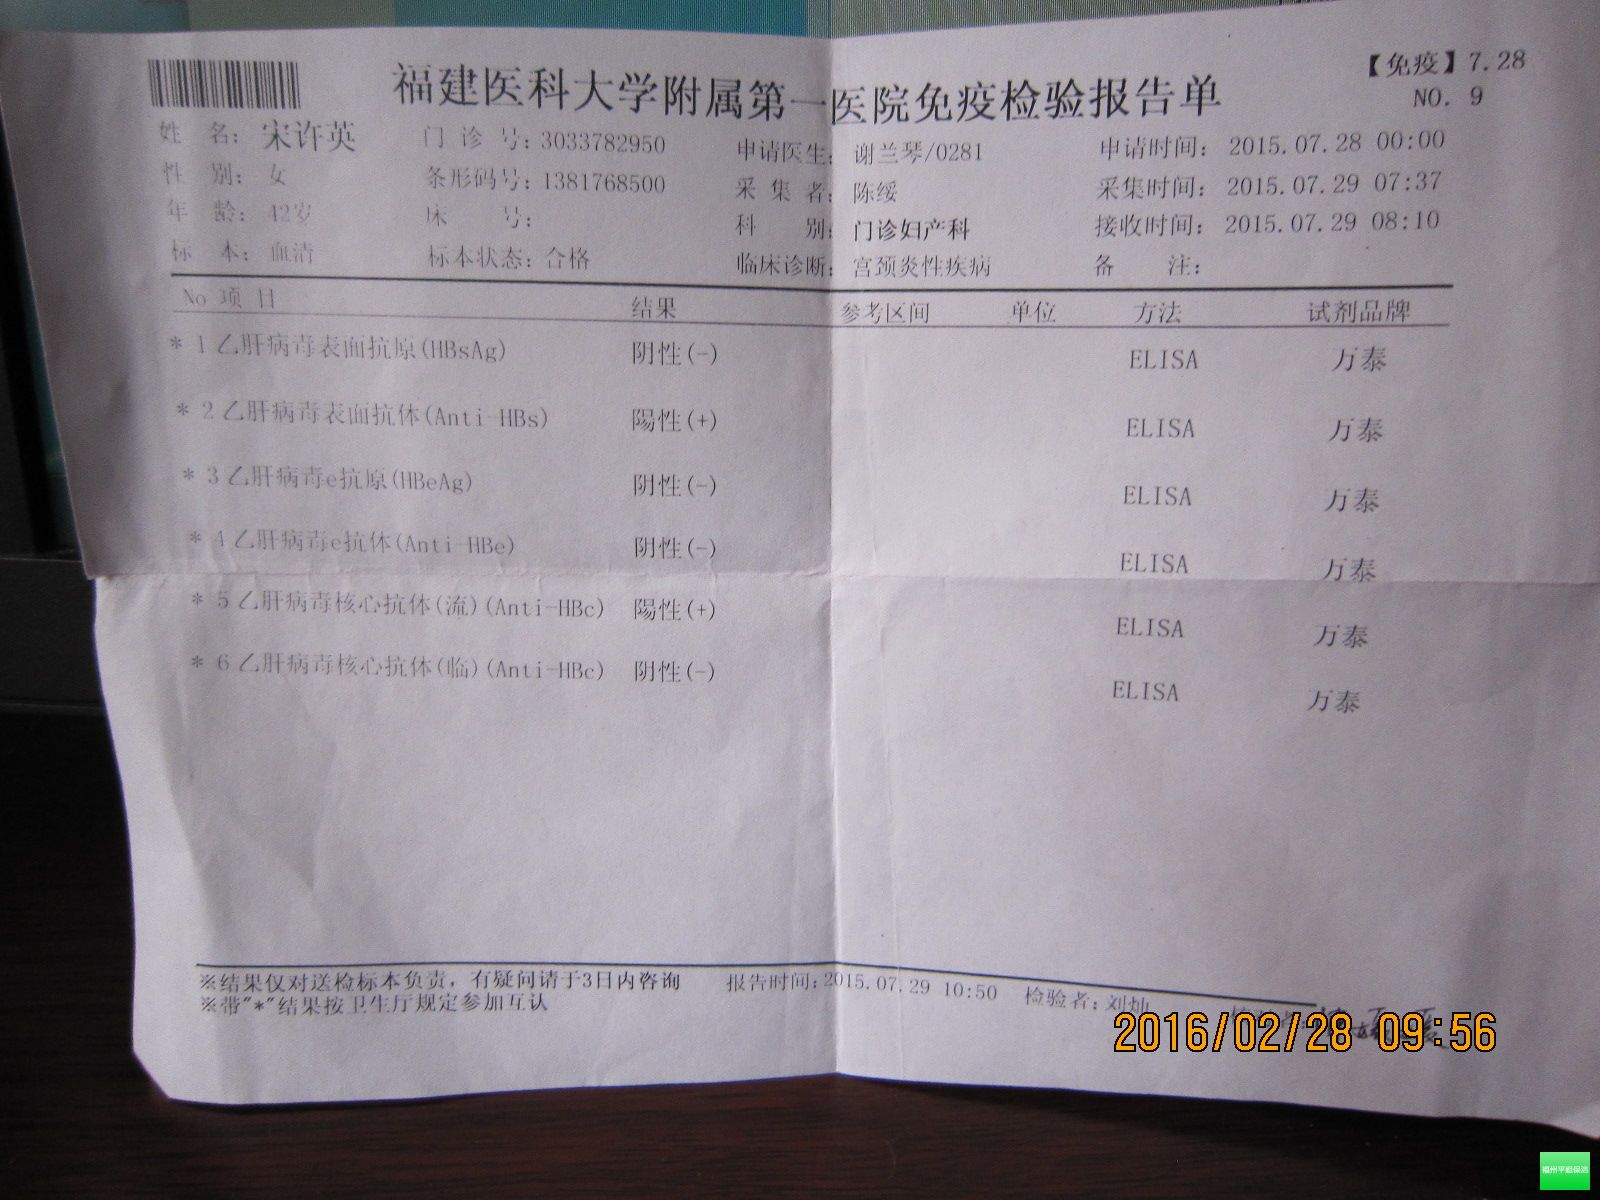 【免疫】7.28
福建医科大学附属第一医院免疫检验报告单
NO. 9
姓 名: 宋许英 门 诊 号: 3033782950 申请医生: 谢兰琴/0281 申请时间: 2015.07.28 00:00
性 别: 女 条形码号: 1381768500 采 集 者: 陈绥 采集时间: 2015.07.29 07:37
年 龄: 42岁 床 号: 科 别: 门诊妇产科 接收时间: 2015.07.29 08:10
标 本: 血清 标本状态: 合格 临床诊断: 宫颈炎性疾病 备 注:
No 项 目 结果 参考区间 单位 方法 试剂品牌
* 1 乙肝病毒表面抗原(HBsAg) 阴性(-) ELISA 万泰
* 2 乙肝病毒表面抗体(Anti-HBs) 陽性(+) ELISA 万泰
* 3 乙肝病毒e抗原(HBeAg) 阴性(-) ELISA 万泰
* 4 乙肝病毒e抗体(Anti-HBe) 阴性(-) ELISA 万泰
* 5 乙肝病毒核心抗体(流)(Anti-HBc) 陽性(+) ELISA 万泰
* 6 乙肝病毒核心抗体(临)(Anti-HBc) 阴性(-) ELISA 万泰
※结果仅对送检标本负责，有疑问请于3日内咨询 报告时间: 2015.07.29 10:50 检验者: 刘灿
※带"*"结果按卫生厅规定参加互认
2016/02/28 09:56
福州平姐保洁